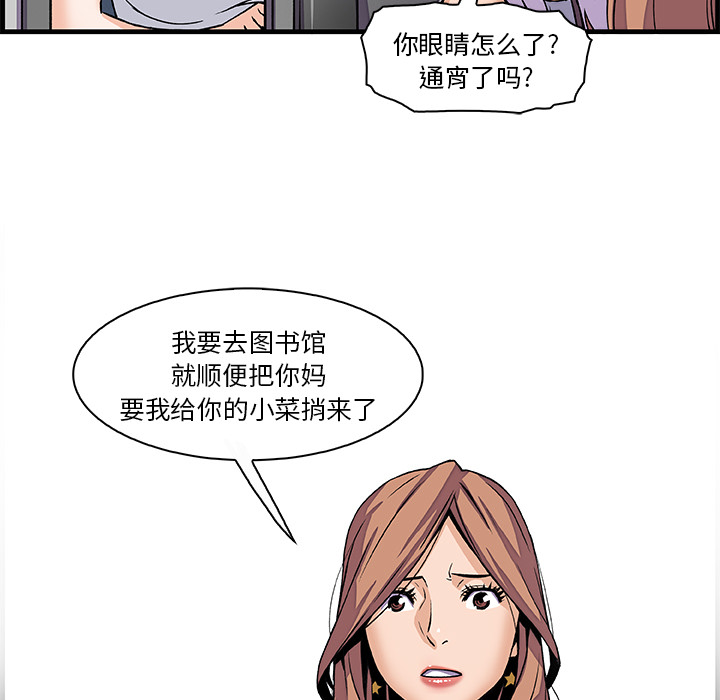 你眼睛怎么了?
通宵了吗?
我要去图书馆
就顺便把你妈
要我给你的小菜捎来了